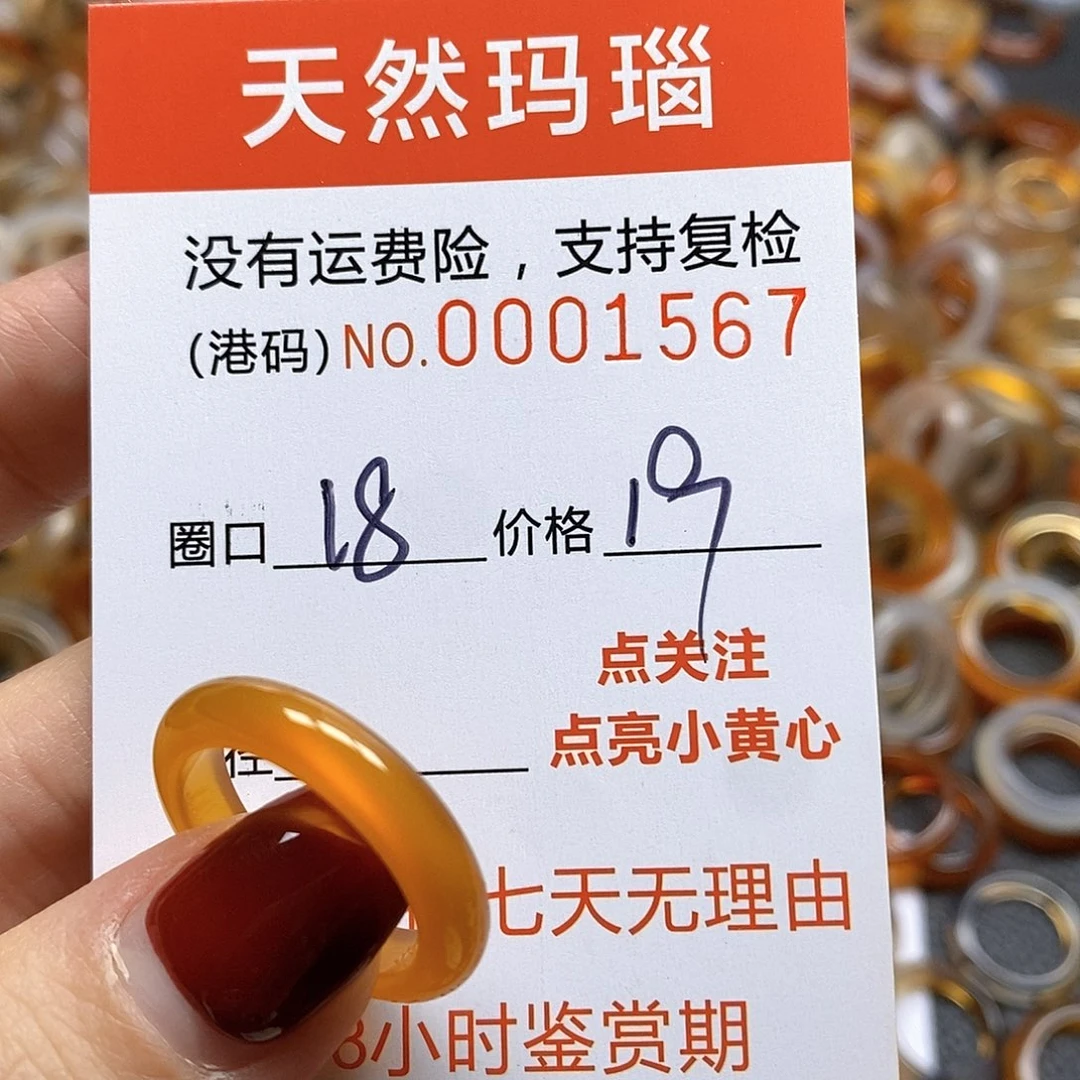 天然玛瑙
没有运费险，支持复检
(港码) NO.0001567
圈口 18 价格 19
点关注
点亮小黄心
七天无理由
8小时鉴赏期